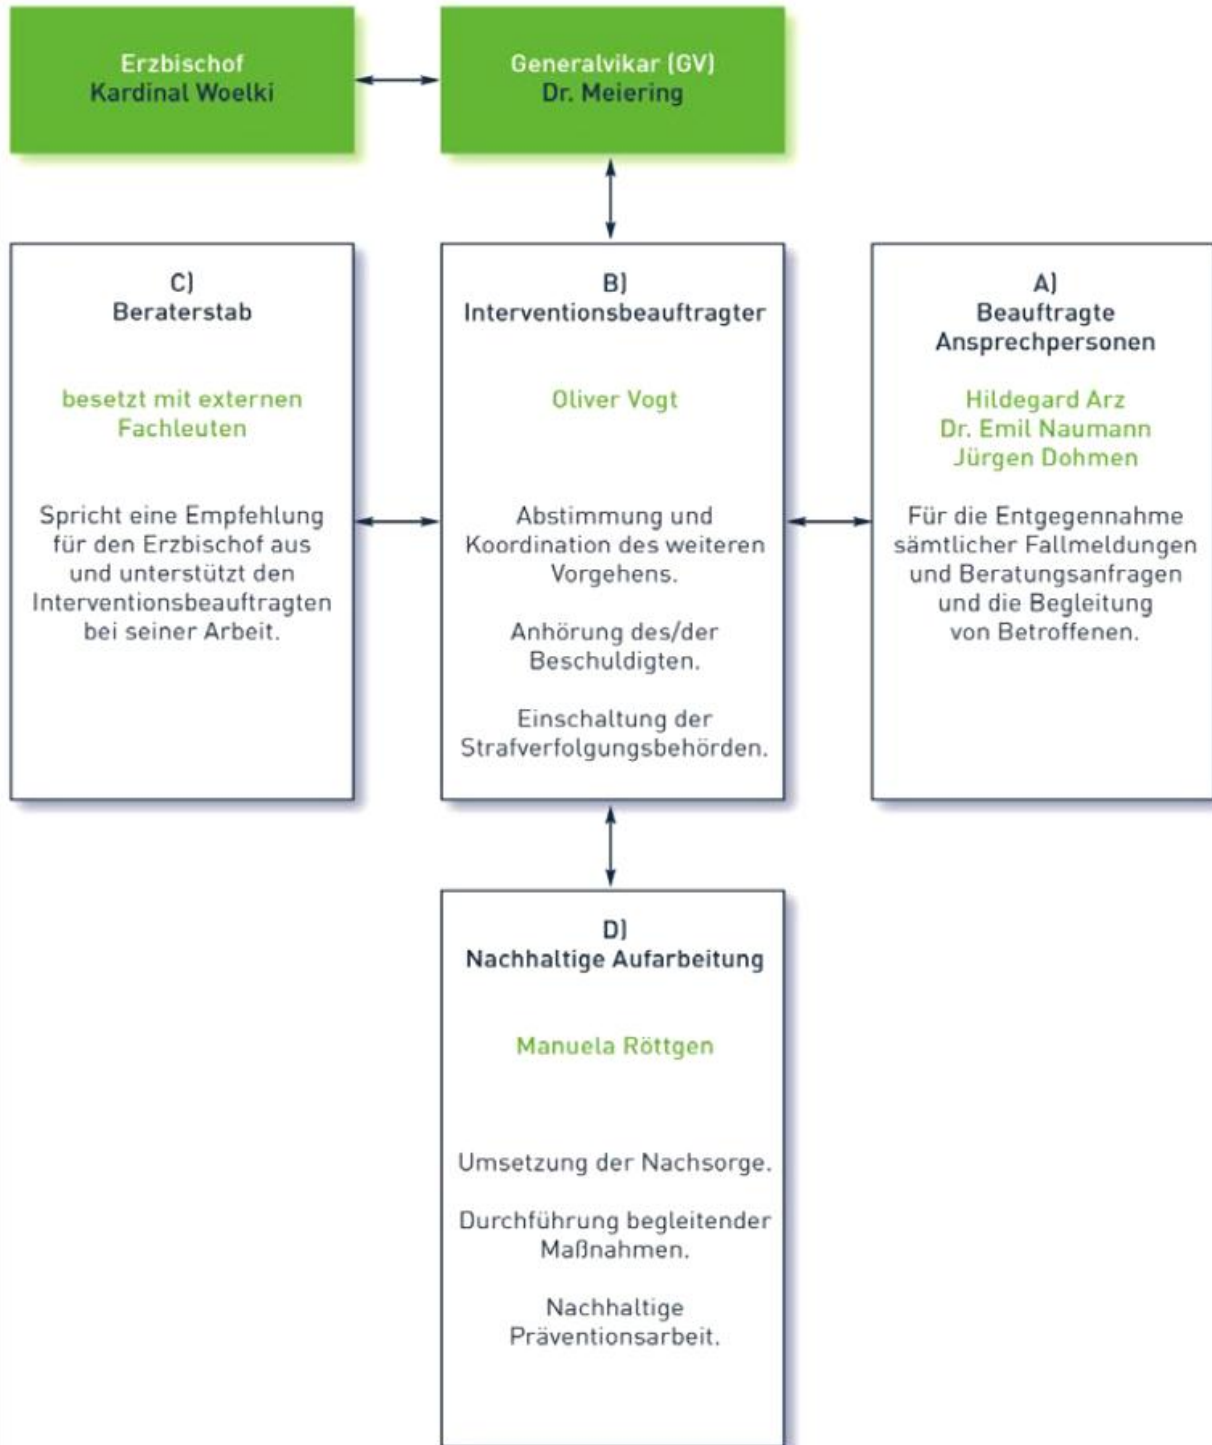 Erzbischof
Kardinal Woelki
Generalvikar (GV)
Dr. Meiering
C)
Beraterstab
besetzt mit externen
Fachleuten
Spricht eine Empfehlung
für den Erzbischof aus
und unterstützt den
Interventionsbeauftragten
bei seiner Arbeit.
B)
Interventionsbeauftragter
Oliver Vogt
Abstimmung und
Koordination des weiteren
Vorgehens.
Anhörung des/der
Beschuldigten.
Einschaltung der
Strafverfolgungsbehörden.
A)
Beauftragte
Ansprechpersonen
Hildegard Arz
Dr. Emil Naumann
Jürgen Dohmen
Für die Entgegennahme
sämtlicher Fallmeldungen
und Beratungsanfragen
und die Begleitung
von Betroffenen.
D)
Nachhaltige Aufarbeitung
Manuela Röttgen
Umsetzung der Nachsorge.
Durchführung begleitender
Maßnahmen.
Nachhaltige
Präventionsarbeit.